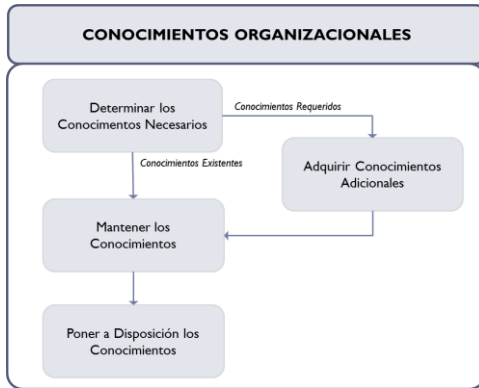 CONOCIMIENTOS ORGANIZACIONALES
Determinar los
Conocimentos Necesarios
Conocimientos Requeridos
Conocimientos Existentes
Adquirir Conocimientos
Adicionales
Mantener los
Conocimientos
Poner a Disposición los
Conocimientos